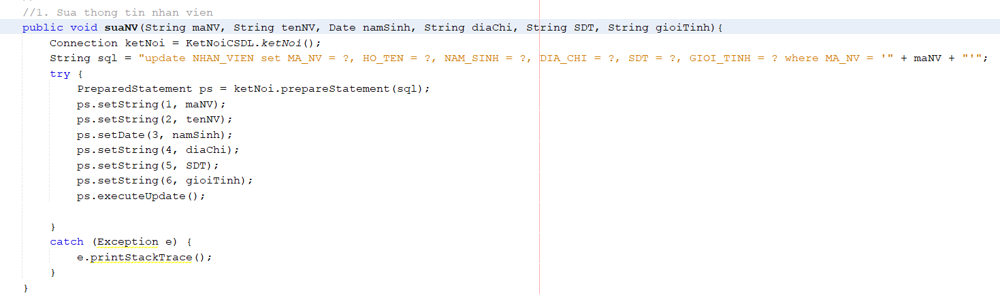 //1. Sua thong tin nhan vien
public void suaNV(String maNV, String tenNV, Date namSinh, String diaChi, String SDT, String gioiTinh){
Connection ketNoi = KetNoiCSDL.ketNoi();
String sql = "update NHAN_VIEN set MA_NV = ?, HO_TEN = ?, NAM_SINH = ?, DIA_CHI = ?, SDT = ?, GIOI_TINH = ? where MA_NV = '" + maNV + "'";
try {
PreparedStatement ps = ketNoi.prepareStatement(sql);
ps.setString(1, maNV);
ps.setString(2, tenNV);
ps.setDate(3, namSinh);
ps.setString(4, diaChi);
ps.setString(5, SDT);
ps.setString(6, gioiTinh);
ps.executeUpdate();
}
catch (Exception e) {
e.printStackTrace();
}
}